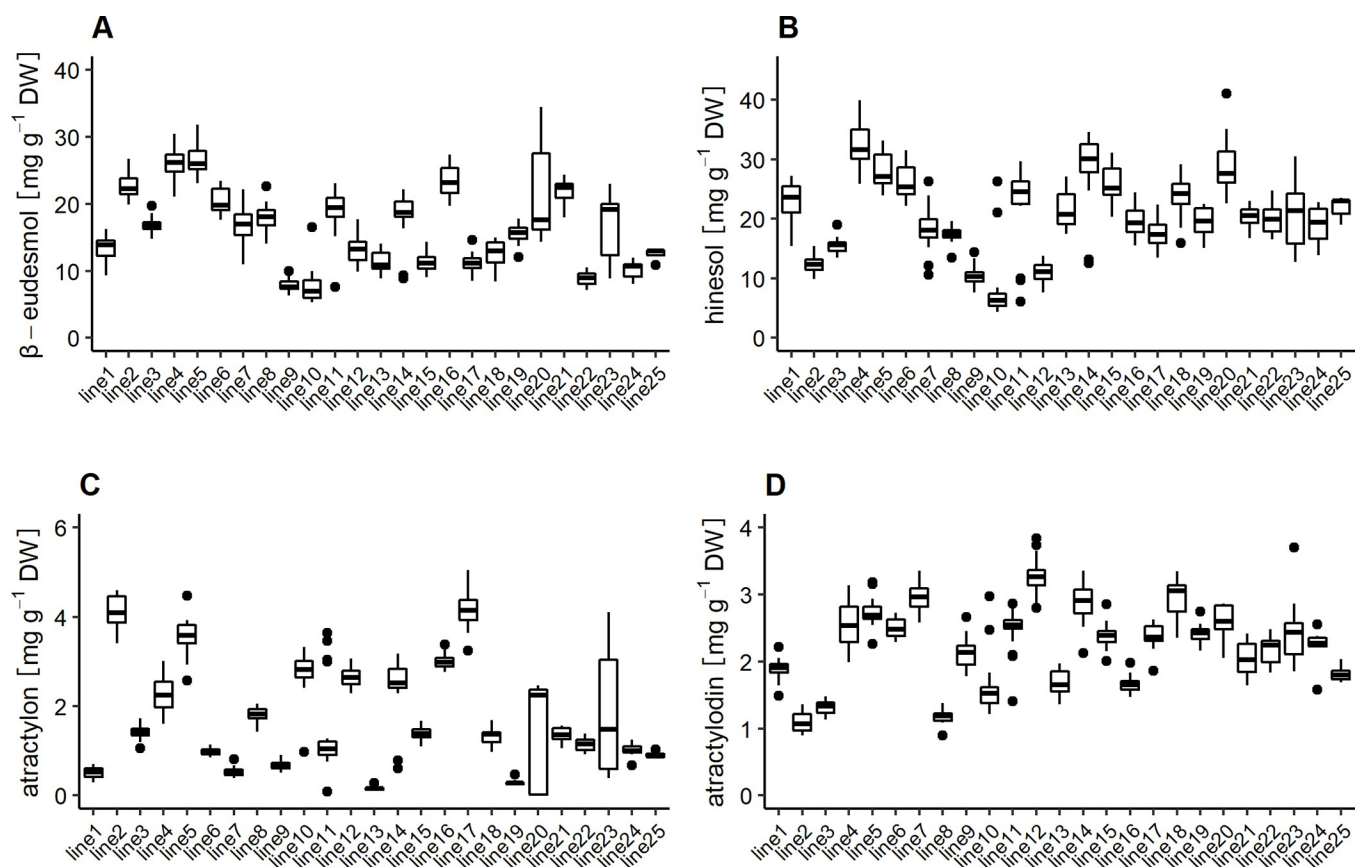 A
β – eudesmol [mg g⁻¹ DW]
40
30
20
10
0
line1 line2 line3 line4 line5 line6 line7 line8 line9 line10 line11 line12 line13 line14 line15 line16 line17 line18 line19 line20 line21 line22 line23 line24 line25
B
hinesol [mg g⁻¹ DW]
40
30
20
10
0
line1 line2 line3 line4 line5 line6 line7 line8 line9 line10 line11 line12 line13 line14 line15 line16 line17 line18 line19 line20 line21 line22 line23 line24 line25
C
atractylon [mg g⁻¹ DW]
6
4
2
0
line1 line2 line3 line4 line5 line6 line7 line8 line9 line10 line11 line12 line13 line14 line15 line16 line17 line18 line19 line20 line21 line22 line23 line24 line25
D
atractylodin [mg g⁻¹ DW]
4
3
2
1
0
line1 line2 line3 line4 line5 line6 line7 line8 line9 line10 line11 line12 line13 line14 line15 line16 line17 line18 line19 line20 line21 line22 line23 line24 line25